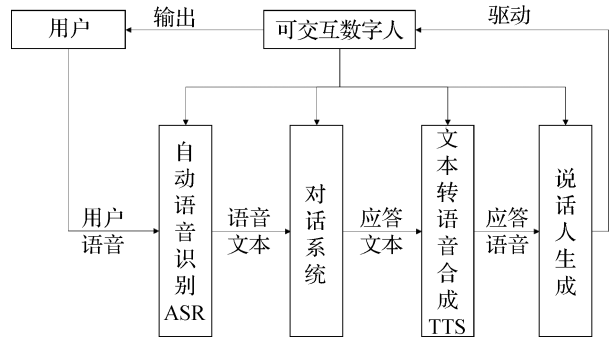 用户
输出
可交互数字人
驱动
用户
语音
自动语音识别
ASR
语音
文本
对话系统
应答
文本
文本转语音合成
TTS
应答
语音
说话人生成